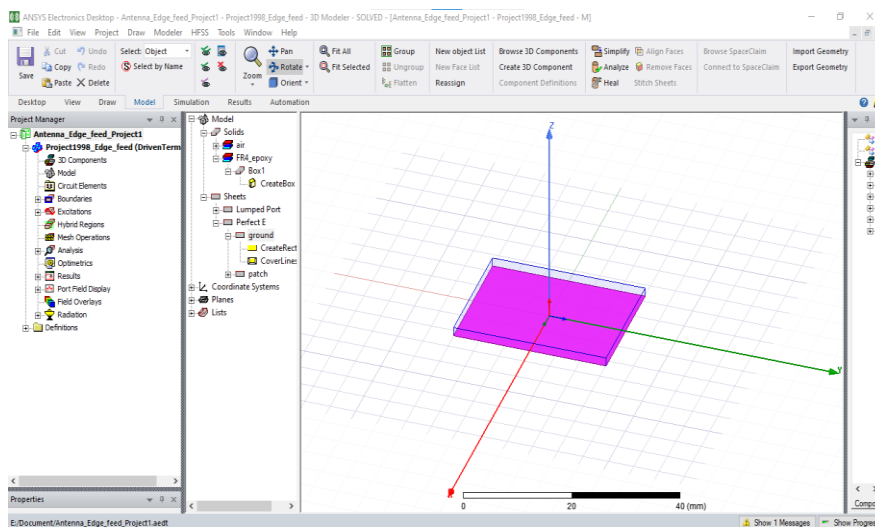 ANSYS Electronics Desktop - Antenna_Edge_feed_Project1 - Project1998_Edge_feed - 3D Modeler - SOLVED - [Antenna_Edge_feed_Project1 - Project1998_Edge_feed - M]
File Edit View Project Draw Modeler HFSS Tools Window Help
Save Cut Undo Select: Object Zoom Pan Fit All Group New object List Browse 3D Components Simplify Align Faces Browse SpaceClaim Import Geometry
Copy Redo Select by Name Rotate Fit Selected Ungroup New Face List Create 3D Component Analyze Remove Faces Connect to SpaceClaim Export Geometry
Paste Delete Orient Flatten Reassign Component Definitions Heal Stitch Sheets
Desktop View Draw Model Simulation Results Automation
Project Manager
Antenna_Edge_feed_Project1
Project1998_Edge_feed (DrivenTerm
3D Components
Model
Circuit Elements
Boundaries
Excitations
Hybrid Regions
Mesh Operations
Analysis
Optimetrics
Results
Port Field Display
Field Overlays
Radiation
Definitions
Model
Solids
air
FR4_epoxy
Box1
CreateBox
Sheets
Lumped Port
Perfect E
ground
CreateRect
CoverLine
patch
Coordinate Systems
Planes
Lists
Z
Y
0 20 40 (mm)
Properties
Compo
E:/Document/Antenna_Edge_feed_Project1.aedt
Show 1 Messages Show Progres